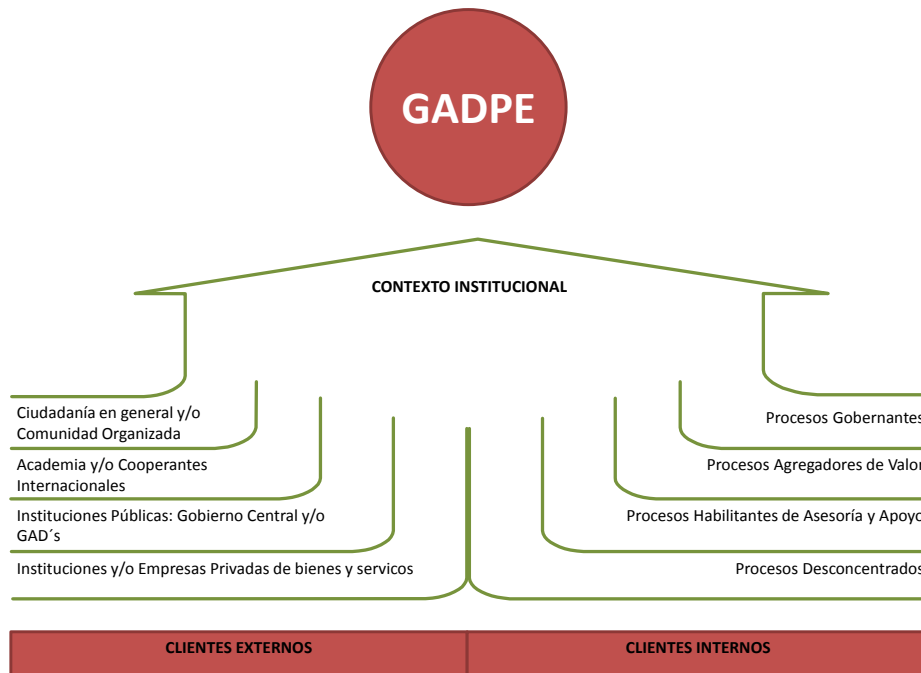 GADPE
CONTEXTO INSTITUCIONAL
Ciudadanía en general y/o
Comunidad Organizada
Academia y/o Cooperantes
Internacionales
Instituciones Públicas: Gobierno Central y/o
GAD´s
Instituciones y/o Empresas Privadas de bienes y servicos
Procesos Gobernantes
Procesos Agregadores de Valor
Procesos Habilitantes de Asesoría y Apoyo
Procesos Desconcentrados
CLIENTES EXTERNOS
CLIENTES INTERNOS